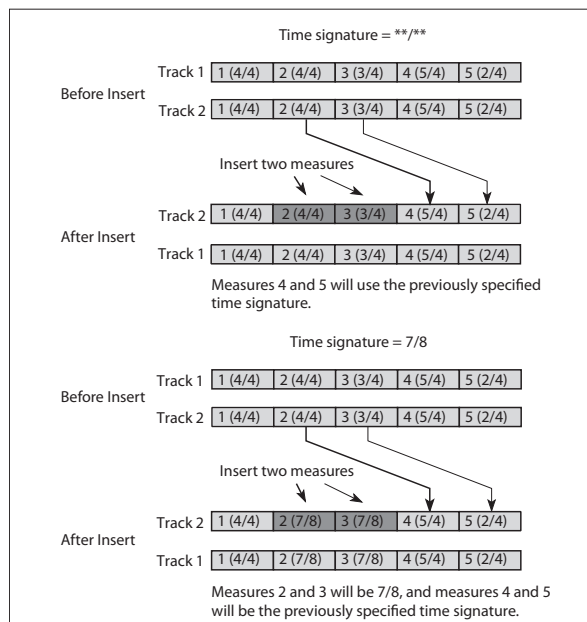 Time signature = **/**
Track 1 1 (4/4) 2 (4/4) 3 (3/4) 4 (5/4) 5 (2/4)
Before Insert
Track 2 1 (4/4) 2 (4/4) 3 (3/4) 4 (5/4) 5 (2/4)
Insert two measures
Track 2 1 (4/4) 2 (4/4) 3 (3/4) 4 (5/4) 5 (2/4)
After Insert
Track 1 1 (4/4) 2 (4/4) 3 (3/4) 4 (5/4) 5 (2/4)
Measures 4 and 5 will use the previously specified
time signature.
Time signature = 7/8
Track 1 1 (4/4) 2 (4/4) 3 (3/4) 4 (5/4) 5 (2/4)
Before Insert
Track 2 1 (4/4) 2 (4/4) 3 (3/4) 4 (5/4) 5 (2/4)
Insert two measures
Track 2 1 (4/4) 2 (7/8) 3 (7/8) 4 (5/4) 5 (2/4)
After Insert
Track 1 1 (4/4) 2 (7/8) 3 (7/8) 4 (5/4) 5 (2/4)
Measures 2 and 3 will be 7/8, and measures 4 and 5
will be the previously specified time signature.